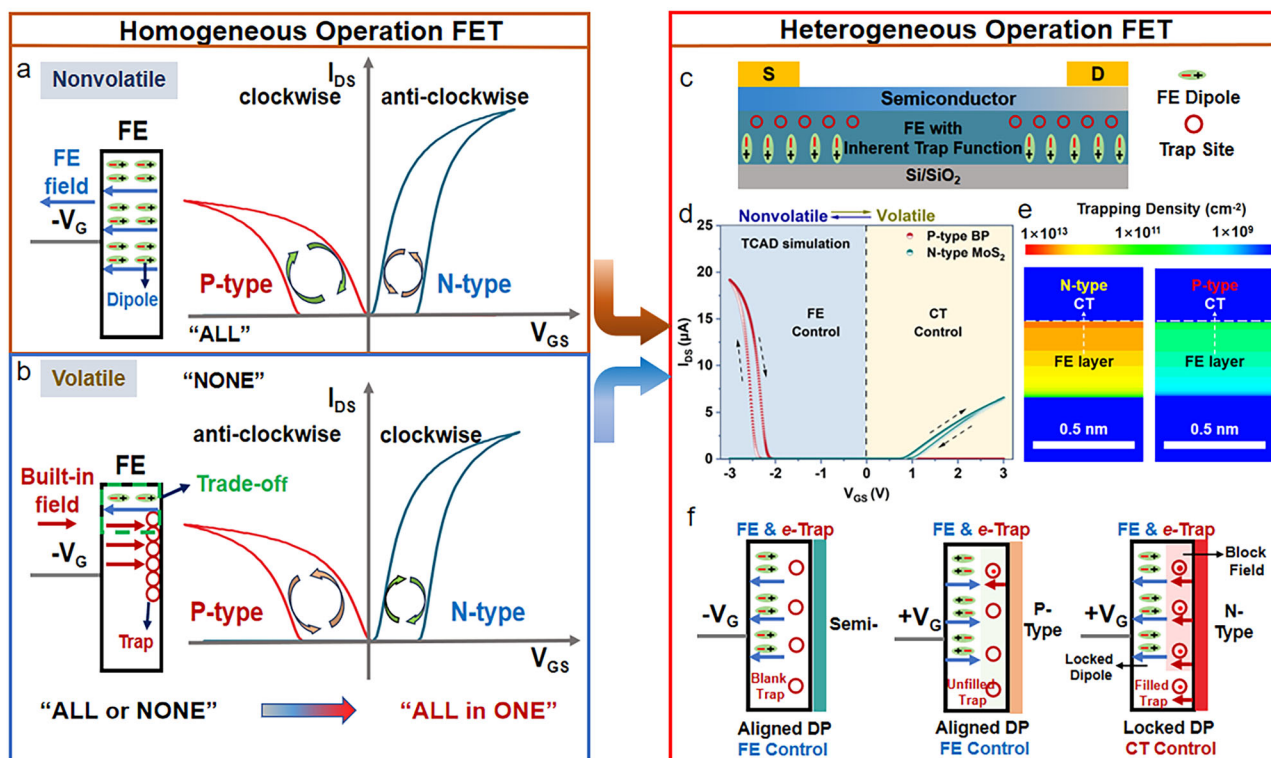 Homogeneous Operation FET
a
Nonvolatile
FE
FE
field
-VG
Dipole
IDS
clockwise
anti-clockwise
P-type
N-type
"ALL"
VGS
b
Volatile
"NONE"
FE
Built-in
field
Trade-off
-VG
Trap
IDS
anti-clockwise
clockwise
P-type
N-type
VGS
"ALL or NONE"
"ALL in ONE"
Heterogeneous Operation FET
c
S
D
Semiconductor
FE with
Inherent Trap Function
Si/SiO₂
FE Dipole
Trap Site
d
Nonvolatile
Volatile
TCAD simulation
P-type BP
N-type MoS₂
FE
Control
CT
Control
IDS (µA)
25
20
15
10
5
0
-3
-2
-1
0
1
2
3
VGS (V)
e
Trapping Density (cm⁻²)
1×10¹³
1×10¹¹
1×10⁹
N-type
CT
FE layer
0.5 nm
P-type
CT
FE layer
0.5 nm
f
FE & e-Trap
-VG
Semi-
Blank
Trap
Aligned DP
FE Control
FE & e-Trap
+VG
P-
Type
Unfilled
Trap
Aligned DP
FE Control
FE & e-Trap
Block
Field
+VG
N-
Type
Locked
Dipole
Filled
Trap
Locked DP
CT Control